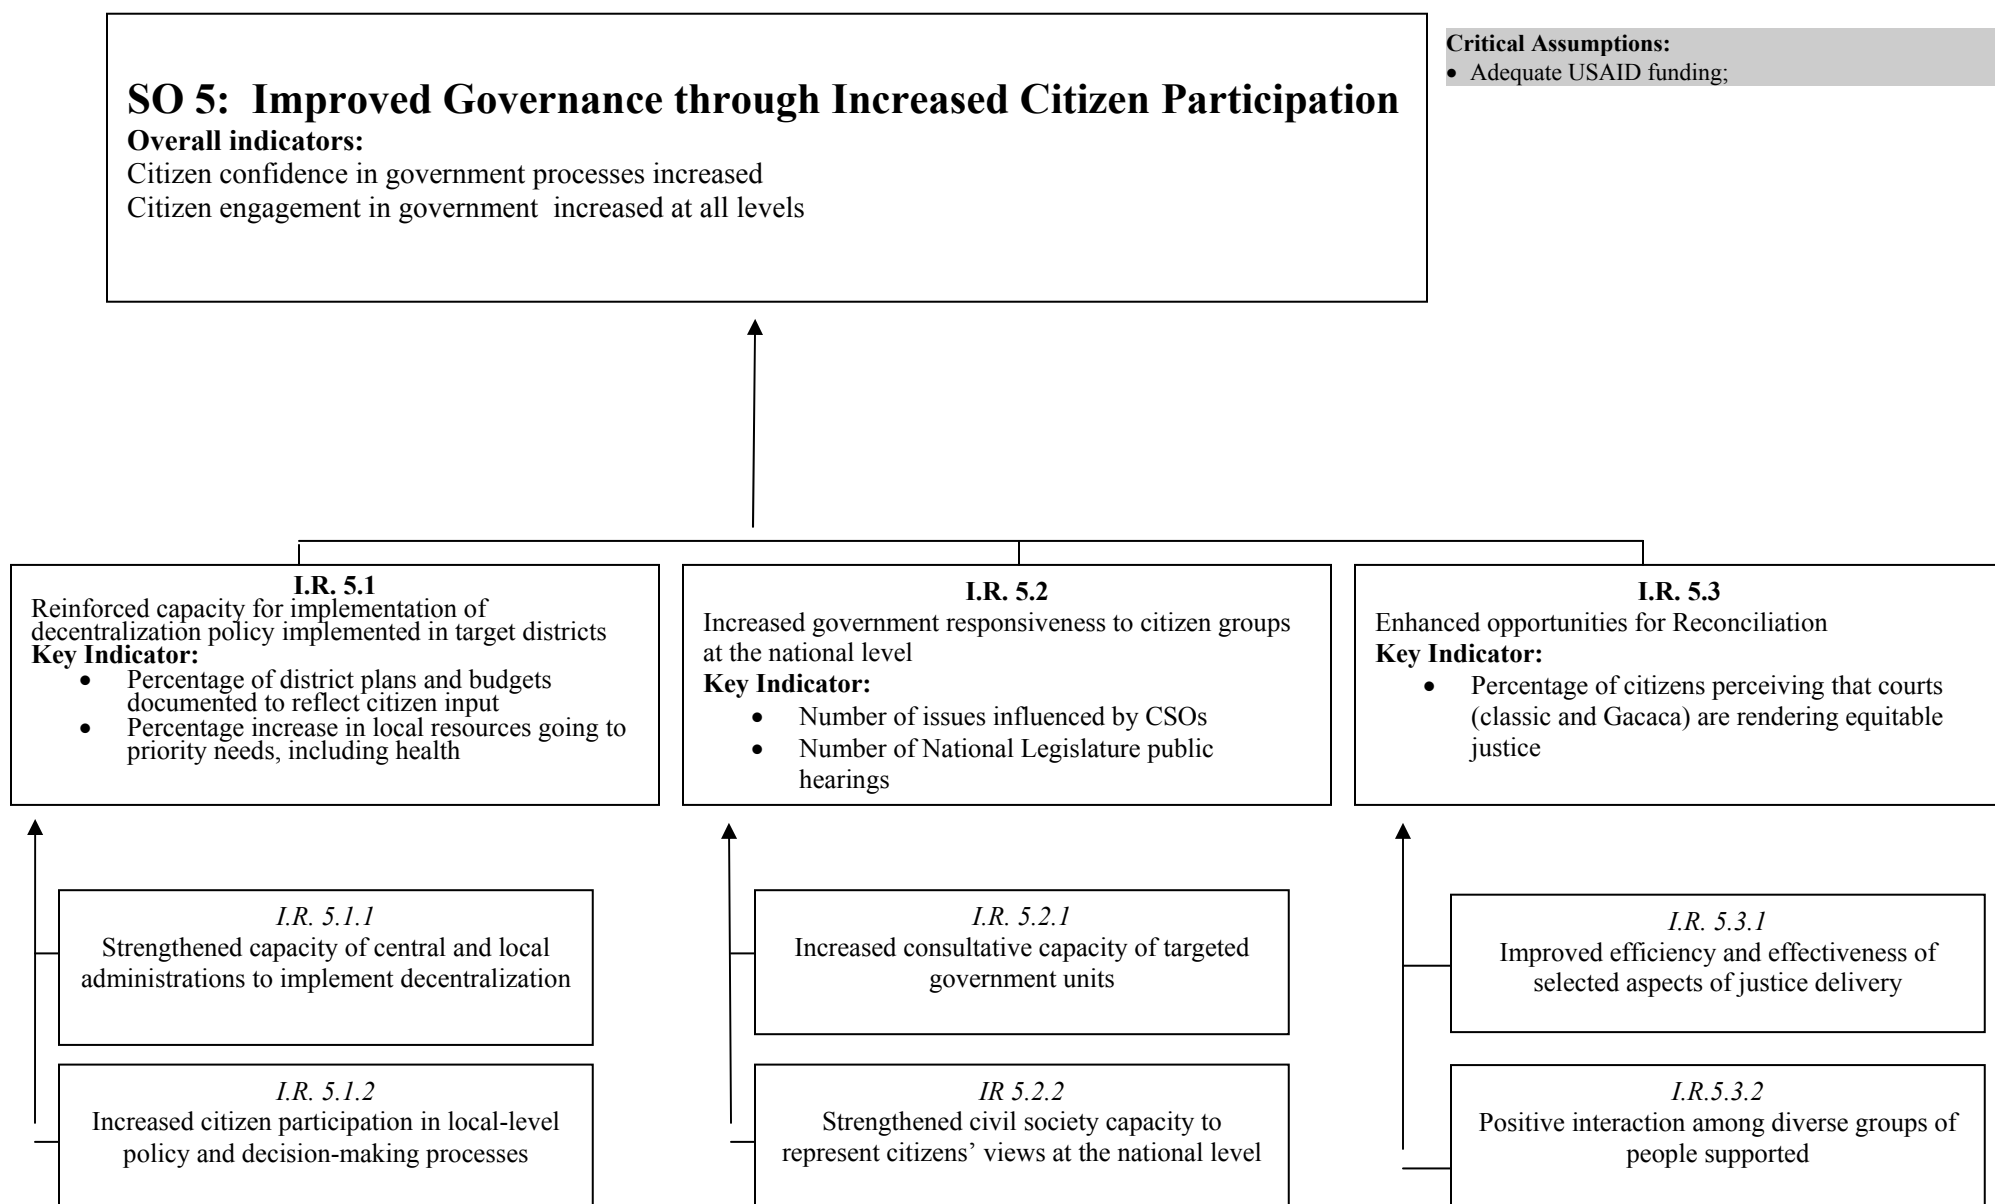 SO 5: Improved Governance through Increased Citizen Participation
Overall indicators:
Citizen confidence in government processes increased
Citizen engagement in government increased at all levels
Critical Assumptions:
• Adequate USAID funding;
I.R. 5.1
Reinforced capacity for implementation of
decentralization policy implemented in target districts
Key Indicator:
• Percentage of district plans and budgets
documented to reflect citizen input
• Percentage increase in local resources going to
priority needs, including health
I.R. 5.2
Increased government responsiveness to citizen groups
at the national level
Key Indicator:
• Number of issues influenced by CSOs
• Number of National Legislature public
hearings
I.R. 5.3
Enhanced opportunities for Reconciliation
Key Indicator:
• Percentage of citizens perceiving that courts
(classic and Gacaca) are rendering equitable
justice
I.R. 5.1.1
Strengthened capacity of central and local
administrations to implement decentralization
I.R. 5.2.1
Increased consultative capacity of targeted
government units
I.R. 5.3.1
Improved efficiency and effectiveness of
selected aspects of justice delivery
I.R. 5.1.2
Increased citizen participation in local-level
policy and decision-making processes
IR 5.2.2
Strengthened civil society capacity to
represent citizens’ views at the national level
I.R.5.3.2
Positive interaction among diverse groups of
people supported